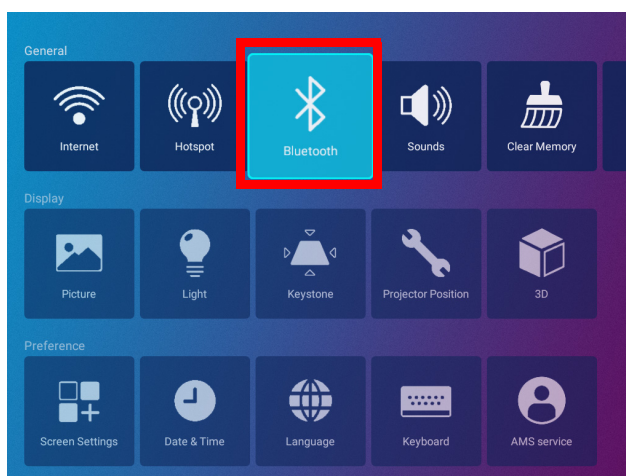 General
Internet
Hotspot
Bluetooth
Sounds
Clear Memory
Display
Picture
Light
Keystone
Projector Position
3D
Preference
Screen Settings
Date & Time
Language
Keyboard
AMS service